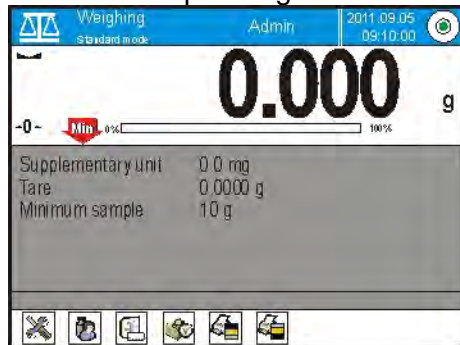 Weighing Admin 2011.09.05
Standard mode 09:10:00
0.000 g
-0- Min 0% 100%
Supplementary unit 0.0 mg
Tare 0.0000 g
Minimum sample 10 g